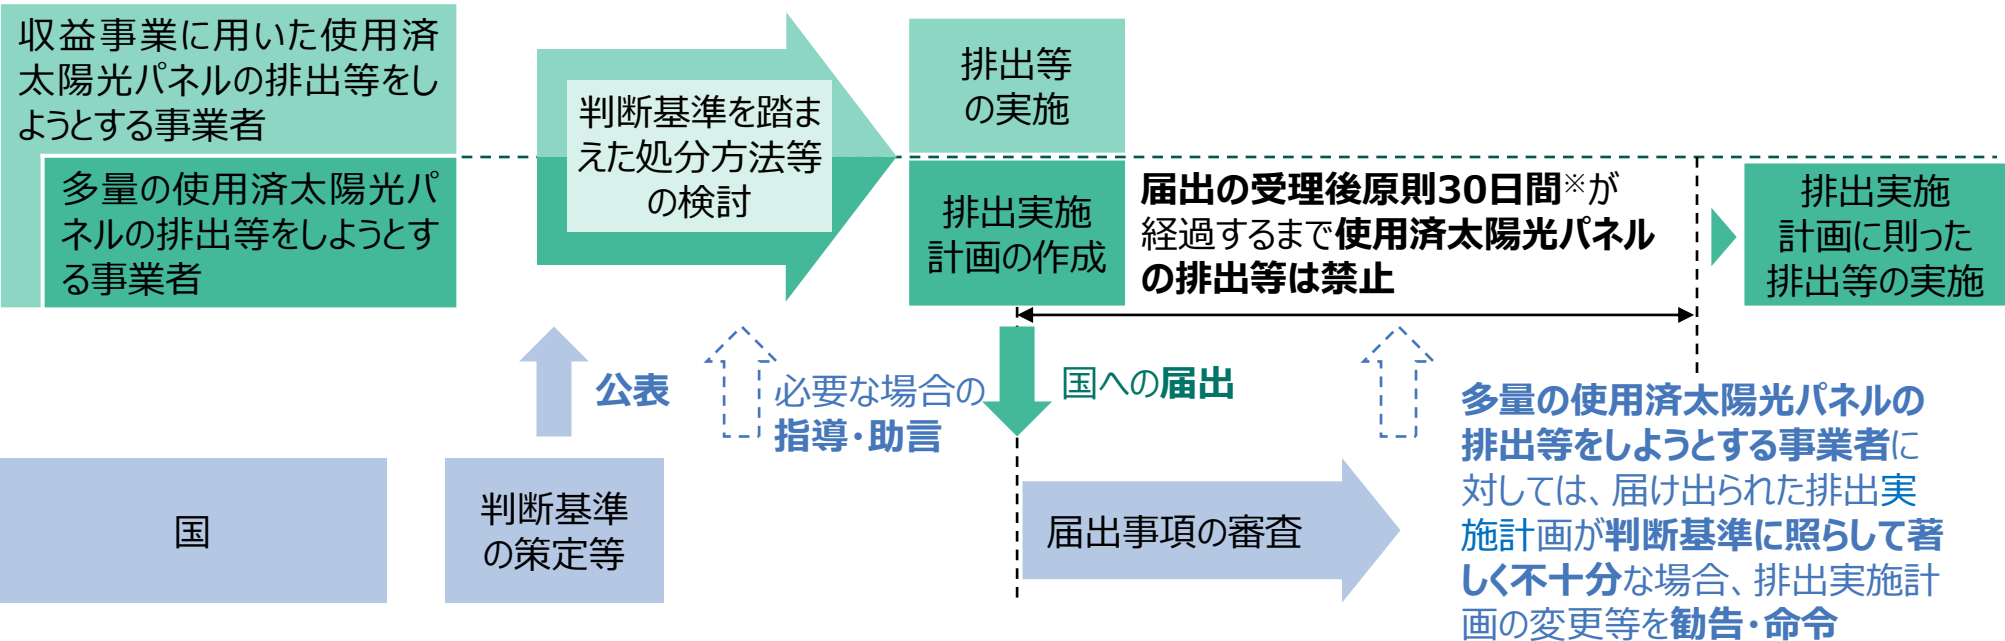 収益事業に用いた使用済
太陽光パネルの排出等をし
ようとする事業者
多量の使用済太陽光パ
ネルの排出等をしようとす
る事業者
判断基準を踏ま
えた処分方法等
の検討
排出等
の実施
排出実施
計画の作成
届出の受理後原則30日間※が
経過するまで使用済太陽光パネル
の排出等は禁止
排出実施
計画に則った
排出等の実施
公表
必要な場合の
指導・助言
国への届出
国
判断基準
の策定等
届出事項の審査
多量の使用済太陽光パネルの
排出等をしようとする事業者に
対しては、届け出られた排出実
施計画が判断基準に照らして著
しく不十分な場合、排出実施計
画の変更等を勧告・命令